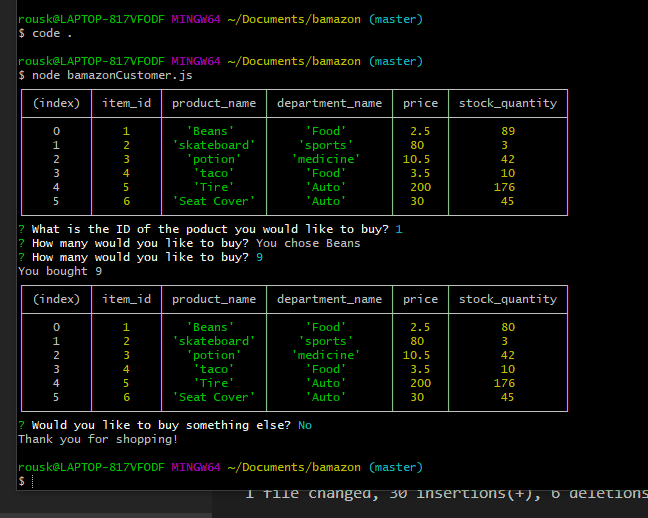 rousk@LAPTOP-817VFODF MINGW64 ~/Documents/bamazon (master)
$ code .
rousk@LAPTOP-817VFODF MINGW64 ~/Documents/bamazon (master)
$ node bamazonCustomer.js
(index) item_id product_name department_name price stock_quantity
0 1 'Beans' 'Food' 2.5 89
1 2 'skateboard' 'sports' 80 3
2 3 'potion' 'medicine' 10.5 42
3 4 'taco' 'Food' 3.5 10
4 5 'Tire' 'Auto' 200 176
5 6 'Seat Cover' 'Auto' 30 45
? What is the ID of the poduct you would like to buy? 1
? How many would you like to buy? You chose Beans
? How many would you like to buy? 9
You bought 9
(index) item_id product_name department_name price stock_quantity
0 1 'Beans' 'Food' 2.5 80
1 2 'skateboard' 'sports' 80 3
2 3 'potion' 'medicine' 10.5 42
3 4 'taco' 'Food' 3.5 10
4 5 'Tire' 'Auto' 200 176
5 6 'Seat Cover' 'Auto' 30 45
? Would you like to buy something else? No
Thank you for shopping!
rousk@LAPTOP-817VFODF MINGW64 ~/Documents/bamazon (master)
$
1 file changed, 30 insertions(+), 6 deletions